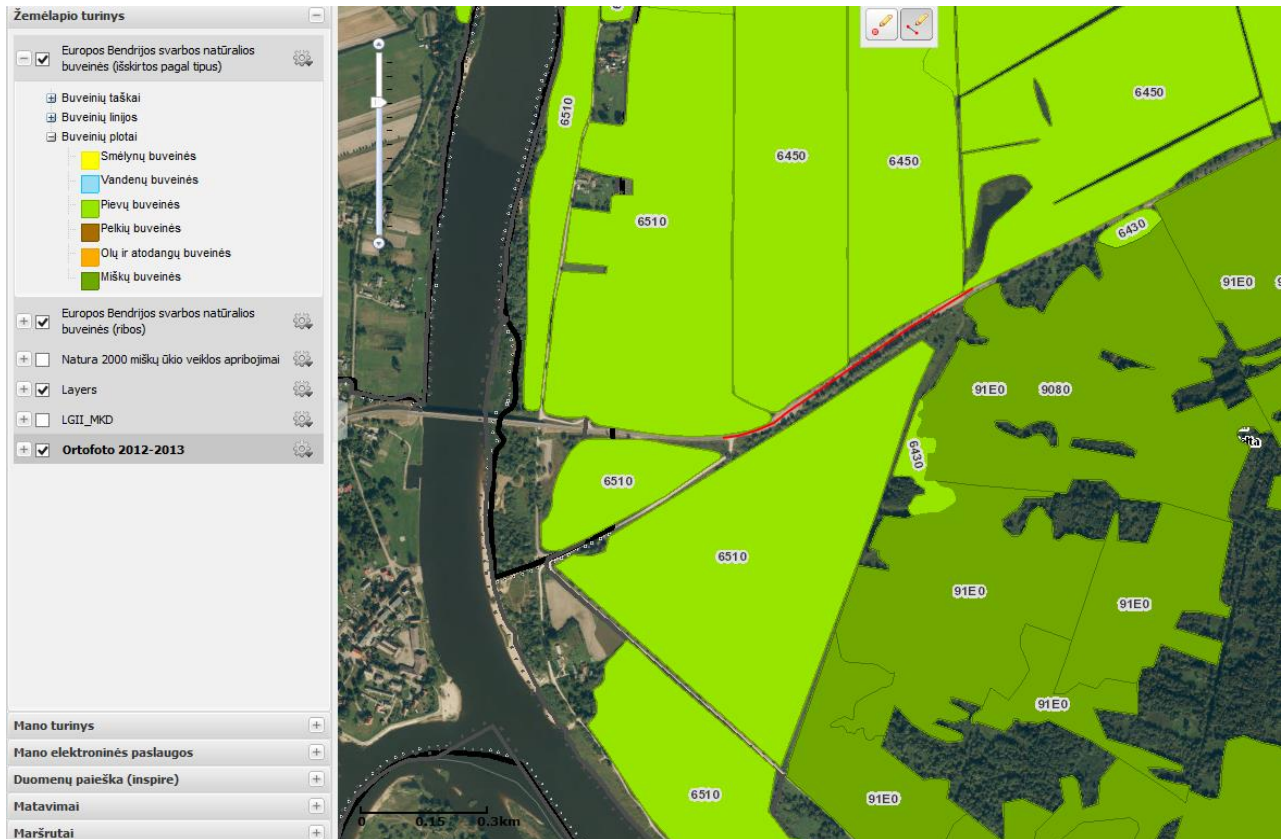 Žemėlapio turinys
Europos Bendrijos svarbos natūralios
buveinės (išskirtos pagal tipus)
Buveinių taškai
Buveinių linijos
Buveinių plotai
Smėlynų buveinės
Vandenų buveinės
Pievų buveinės
Pelkių buveinės
Olų ir atodangų buveinės
Miškų buveinės
Europos Bendrijos svarbos natūralios
buveinės (ribos)
Natura 2000 miškų ūkio veiklos apribojimai
Layers
LGII_MKD
Ortofoto 2012-2013
Mano turinys
Mano elektroninės paslaugos
Duomenų paieška (inspire)
Matavimai
Maršrutai
6510
6450
6450
6450
6510
6430
91E0
91E0
9080
6430
6510
6510
91E0
91E0
91E0
6510
91E0
0
0.15
0.3km